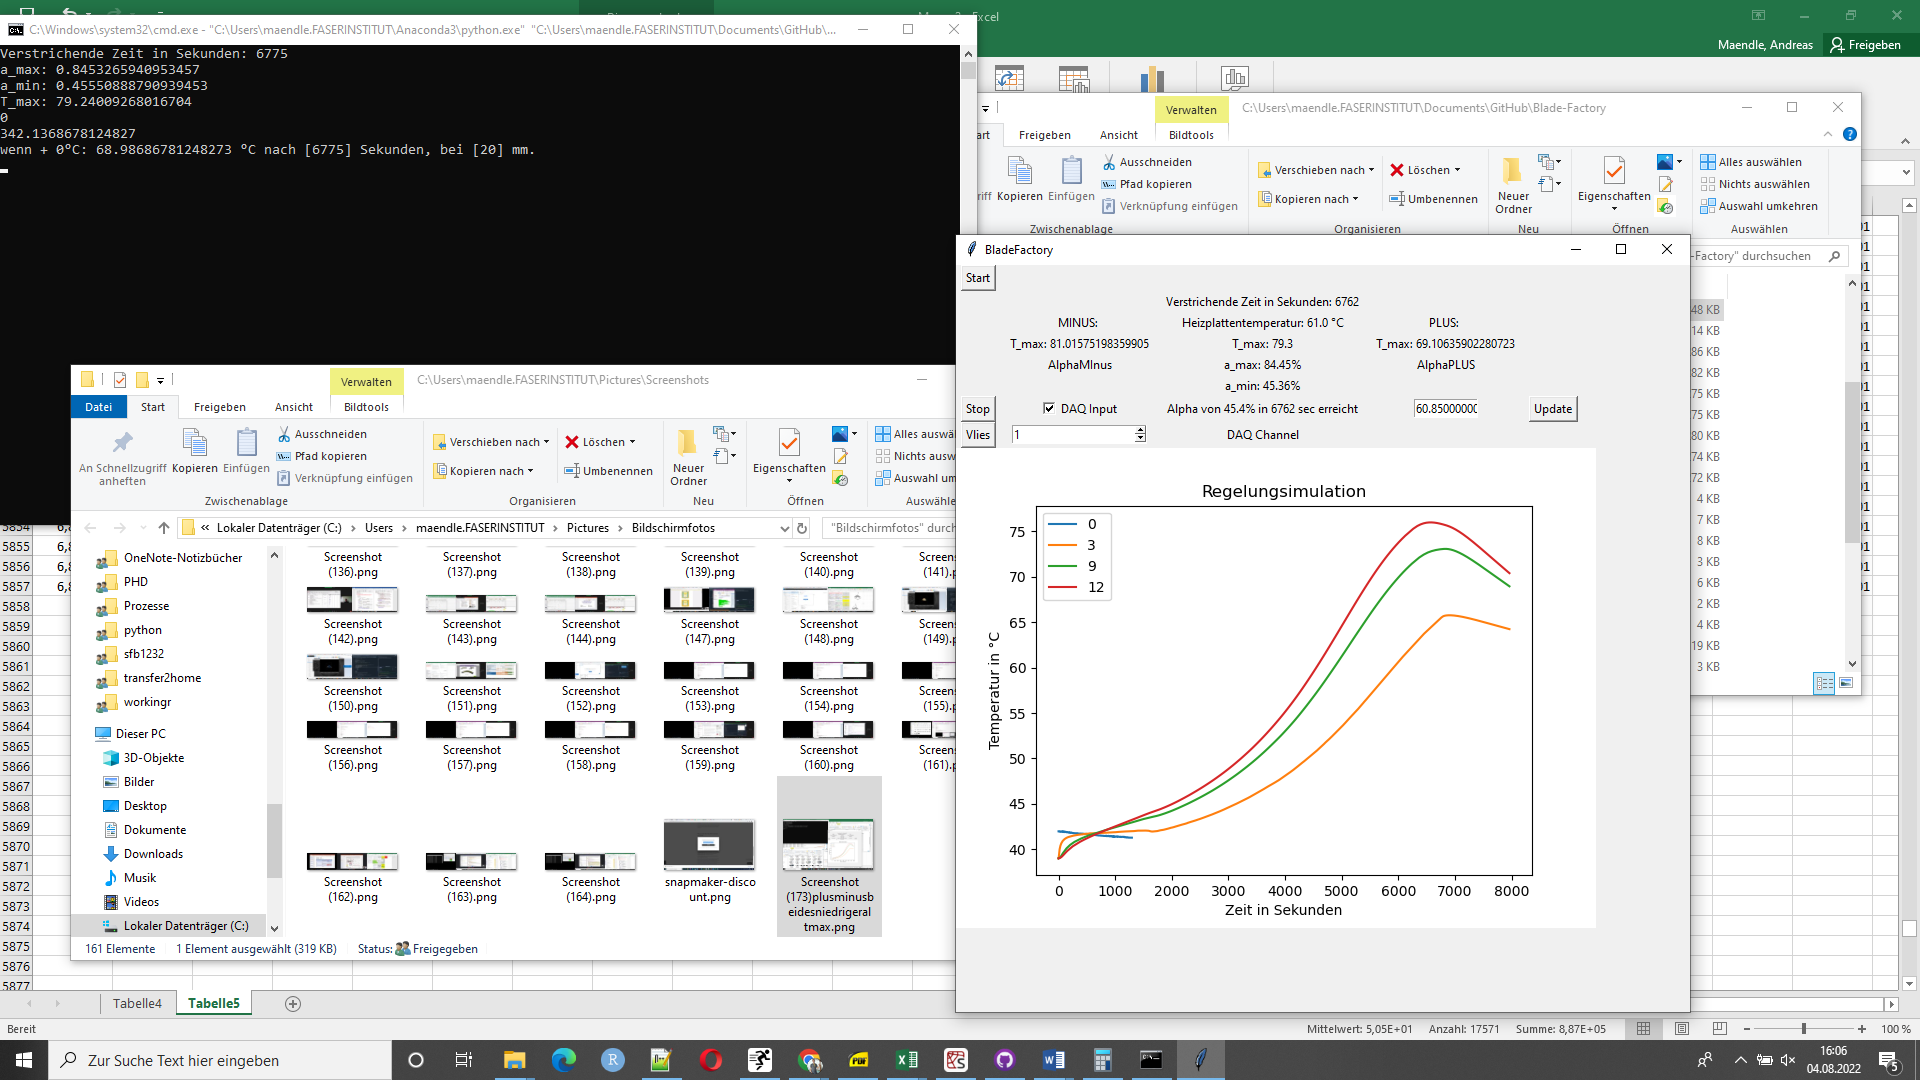 C:\Windows\system32\cmd.exe - "C:\Users\maendle.FASERINSTITUT\Anaconda3\python.exe" "C:\Users\maendle.FASERINSTITUT\Documents\GitHub\...
Verstrichende Zeit in Sekunden: 6775
a_max: 0.8453265940953457
a_min: 0.45550888790939453
T_max: 79.24009268016704
0
342.1368678124827
wenn + 0ºC: 68.98686781248273 ºC nach [6775] Sekunden, bei [20] mm.
Excel
Maendle, Andreas
Freigeben
Verwalten
C:\Users\maendle.FASERINSTITUT\Documents\GitHub\Blade-Factory
Freigeben
Ansicht
Bildtools
Kopieren
Einfügen
Ausschneiden
Pfad kopieren
Verknüpfung einfügen
Zwischenablage
Verschieben nach
Kopieren nach
Löschen
Umbenennen
Organisieren
Neuer
Ordner
Neu
Eigenschaften
Öffnen
Alles auswählen
Nichts auswählen
Auswahl umkehren
Auswählen
-Factory" durchsuchen
48 KB
14 KB
86 KB
82 KB
75 KB
75 KB
80 KB
74 KB
72 KB
4 KB
7 KB
8 KB
3 KB
6 KB
2 KB
4 KB
19 KB
3 KB
BladeFactory
Start
Verstrichende Zeit in Sekunden: 6762
MINUS:
Heizplattentemperatur: 61.0 °C
PLUS:
T_max: 81.01575198359905
T_max: 79.3
T_max: 69.10635902280723
AlphaMInus
a_max: 84.45%
AlphaPLUS
a_min: 45.36%
Stop
DAQ Input
Alpha von 45.4% in 6762 sec erreicht
60.8500000
Update
Vlies
1
DAQ Channel
Regelungsimulation
0
3
9
12
Temperatur in °C
75
70
65
60
55
50
45
40
0
1000
2000
3000
4000
5000
6000
7000
8000
Zeit in Sekunden
Verwalten
C:\Users\maendle.FASERINSTITUT\Pictures\Screenshots
Datei
Start
Freigeben
Ansicht
Bildtools
An Schnellzugriff
anheften
Kopieren
Einfügen
Ausschneiden
Pfad kopieren
Verknüpfung einfügen
Zwischenablage
Verschieben nach
Kopieren nach
Löschen
Umbenennen
Organisieren
Neuer
Ordner
Neu
Eigenschaften
Öffnen
Alles auswä
Nichts ausw
Auswahl um
Auswähle
« Lokaler Datenträger (C:) › Users › maendle.FASERINSTITUT › Pictures › Bildschirmfotos
"Bildschirmfotos" durch
OneNote-Notizbücher
PHD
Prozesse
python
sfb1232
transfer2home
workingr
Dieser PC
3D-Objekte
Bilder
Desktop
Dokumente
Downloads
Musik
Videos
Lokaler Datenträger (C:)
Screenshot
(136).png
Screenshot
(137).png
Screenshot
(138).png
Screenshot
(139).png
Screenshot
(140).png
Screenshot
(141).p
Screenshot
(142).png
Screenshot
(143).png
Screenshot
(144).png
Screenshot
(147).png
Screenshot
(148).png
Screenshot
(149).p
Screenshot
(150).png
Screenshot
(151).png
Screenshot
(152).png
Screenshot
(153).png
Screenshot
(154).png
Screenshot
(155).p
Screenshot
(156).png
Screenshot
(157).png
Screenshot
(158).png
Screenshot
(159).png
Screenshot
(160).png
Screenshot
(161).p
Screenshot
(162).png
Screenshot
(163).png
Screenshot
(164).png
snapmaker-disco
unt.png
Screenshot
(173)plusminusb
eidesniedrigeral
tmax.png
161 Elemente
1 Element ausgewählt (319 KB)
Status:
Freigegeben
5854
5855
5856
5857
5858
5859
5860
5861
5862
5863
5864
5865
5866
5867
5868
5869
5870
5871
5872
5873
5874
5875
5876
5877
Tabelle4
Tabelle5
Bereit
Mittelwert: 5,05E+01
Anzahl: 17571
Summe: 8,87E+05
100 %
Zur Suche Text hier eingeben
16:06
04.08.2022
5